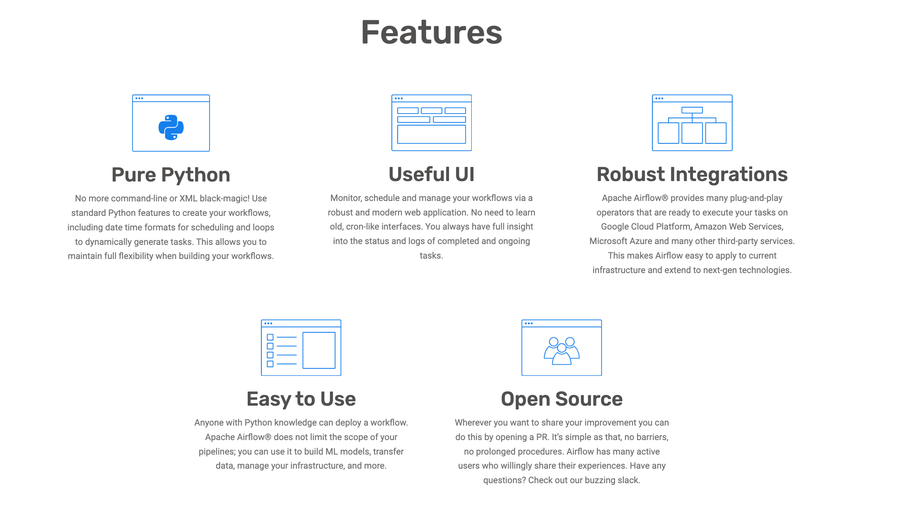 Features
Pure Python
No more command-line or XML black-magic! Use
standard Python features to create your workflows,
including date time formats for scheduling and loops
to dynamically generate tasks. This allows you to
maintain full flexibility when building your workflows.
Useful UI
Monitor, schedule and manage your workflows via a
robust and modern web application. No need to learn
old, cron-like interfaces. You always have full insight
into the status and logs of completed and ongoing
tasks.
Robust Integrations
Apache Airflow® provides many plug-and-play
operators that are ready to execute your tasks on
Google Cloud Platform, Amazon Web Services,
Microsoft Azure and many other third-party services.
This makes Airflow easy to apply to current
infrastructure and extend to next-gen technologies.
Easy to Use
Anyone with Python knowledge can deploy a workflow.
Apache Airflow® does not limit the scope of your
pipelines; you can use it to build ML models, transfer
data, manage your infrastructure, and more.
Open Source
Wherever you want to share your improvement you can
do this by opening a PR. It's simple as that, no barriers,
no prolonged procedures. Airflow has many active
users who willingly share their experiences. Have any
questions? Check out our buzzing slack.